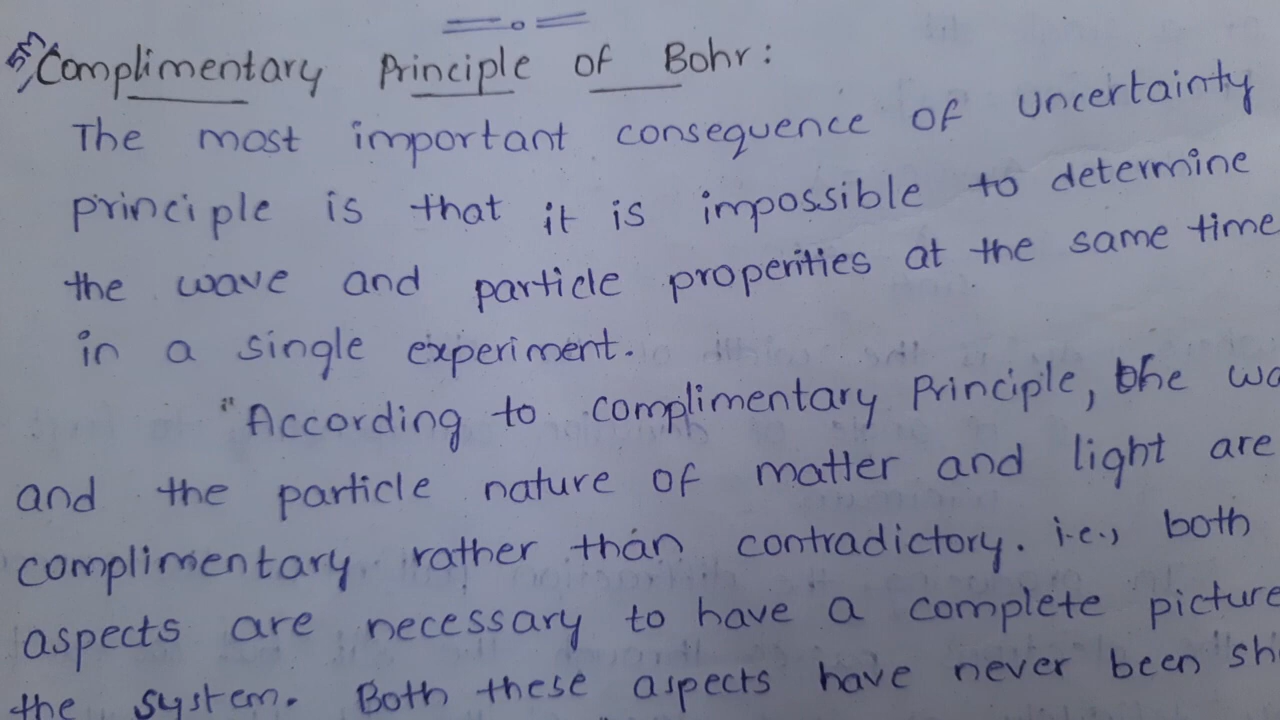 5M
Complimentary Principle of Bohr:
The most important consequence of uncertainty
principle is that it is impossible to determine
the wave and particle properities at the same time
in a single experiment.
"According to complimentary Principle, the
and the particle nature of matter and light are
complimentary rather than contradictory. i.e., both
aspects are necessary to have a complete picture
the system. Both these aspects have never been